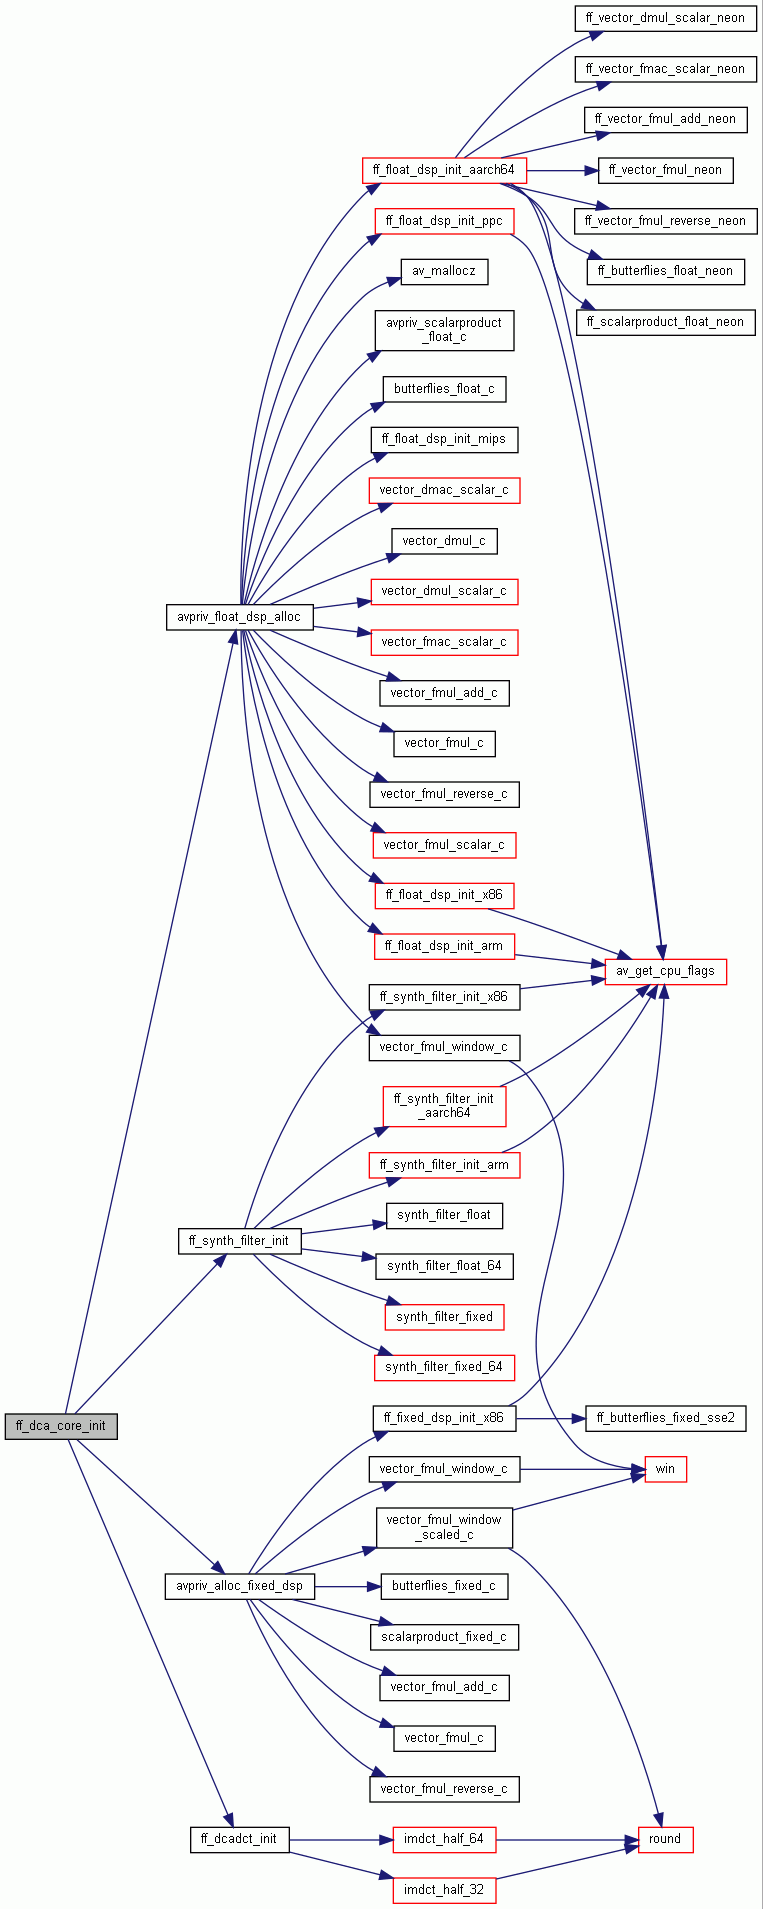 ff_vector_dmul_scalar_neon
ff_vector_fmac_scalar_neon
ff_vector_fmul_add_neon
ff_float_dsp_init_aarch64
ff_vector_fmul_neon
ff_float_dsp_init_ppc
ff_vector_fmul_reverse_neon
av_mallocz
ff_butterflies_float_neon
avpriv_scalarproduct
_float_c
ff_scalarproduct_float_neon
butterflies_float_c
ff_float_dsp_init_mips
vector_dmac_scalar_c
vector_dmul_c
vector_dmul_scalar_c
avpriv_float_dsp_alloc
vector_fmac_scalar_c
vector_fmul_add_c
vector_fmul_c
vector_fmul_reverse_c
vector_fmul_scalar_c
ff_float_dsp_init_x86
ff_float_dsp_init_arm
av_get_cpu_flags
ff_synth_filter_init_x86
vector_fmul_window_c
ff_synth_filter_init
_aarch64
ff_synth_filter_init_arm
synth_filter_float
ff_synth_filter_init
synth_filter_float_64
synth_filter_fixed
synth_filter_fixed_64
ff_dca_core_init
ff_fixed_dsp_init_x86
ff_butterflies_fixed_sse2
vector_fmul_window_c
win
vector_fmul_window
_scaled_c
avpriv_alloc_fixed_dsp
butterflies_fixed_c
scalarproduct_fixed_c
vector_fmul_add_c
vector_fmul_c
vector_fmul_reverse_c
ff_dcadct_init
imdct_half_64
round
imdct_half_32